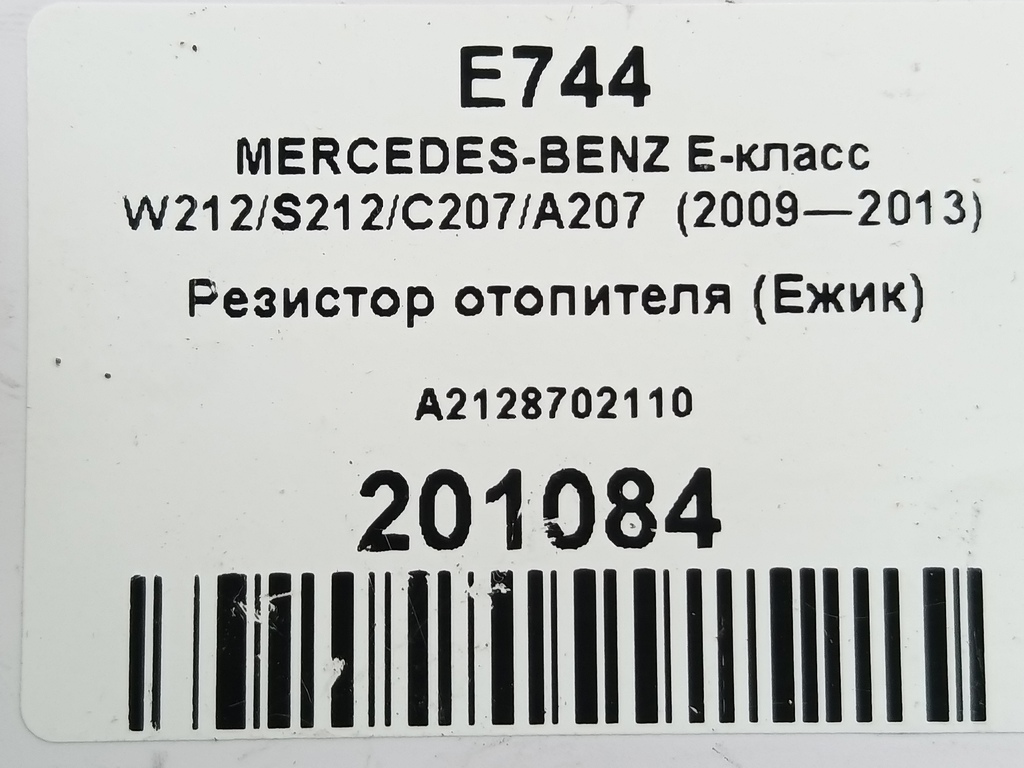 E744
MERCEDES-BENZ E-класс
W212/S212/C207/A207 (2009—2013)
Резистор отопителя (Ежик)
A2128702110
201084